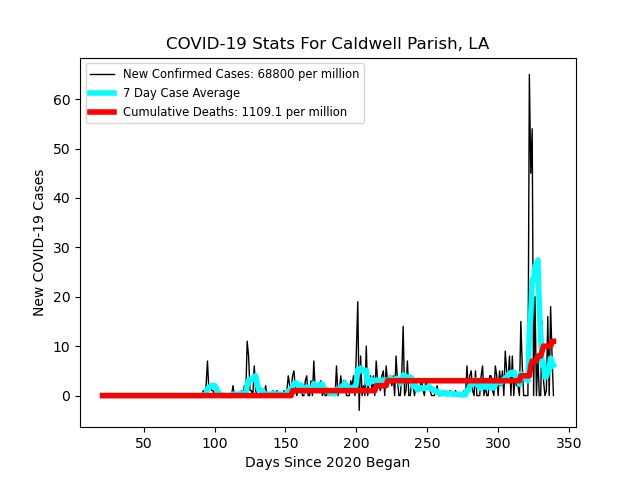 COVID-19 Stats For Caldwell Parish, LA
New Confirmed Cases: 68800 per million
7 Day Case Average
Cumulative Deaths: 1109.1 per million
New COVID-19 Cases
60
50
40
30
20
10
0
50
100
150
200
250
300
350
Days Since 2020 Began